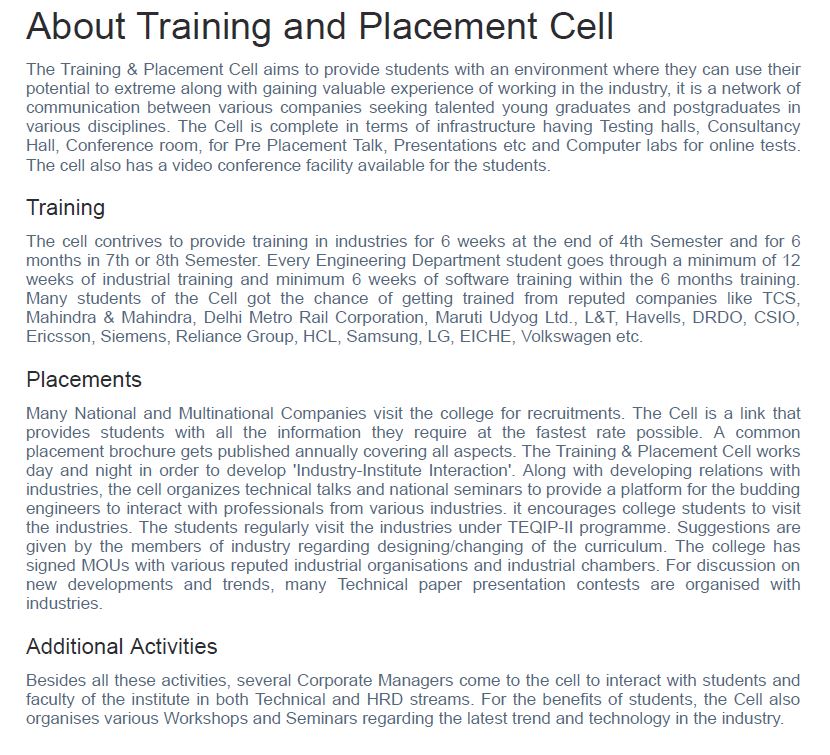 About Training and Placement Cell
The Training & Placement Cell aims to provide students with an environment where they can use their
potential to extreme along with gaining valuable experience of working in the industry, it is a network of
communication between various companies seeking talented young graduates and postgraduates in
various disciplines. The Cell is complete in terms of infrastructure having Testing halls, Consultancy
Hall, Conference room, for Pre Placement Talk, Presentations etc and Computer labs for online tests.
The cell also has a video conference facility available for the students.
Training
The cell contrives to provide training in industries for 6 weeks at the end of 4th Semester and for 6
months in 7th or 8th Semester. Every Engineering Department student goes through a minimum of 12
weeks of industrial training and minimum 6 weeks of software training within the 6 months training.
Many students of the Cell got the chance of getting trained from reputed companies like TCS,
Mahindra & Mahindra, Delhi Metro Rail Corporation, Maruti Udyog Ltd., L&T, Havells, DRDO, CSIO,
Ericsson, Siemens, Reliance Group, HCL, Samsung, LG, EICHE, Volkswagen etc.
Placements
Many National and Multinational Companies visit the college for recruitments. The Cell is a link that
provides students with all the information they require at the fastest rate possible. A common
placement brochure gets published annually covering all aspects. The Training & Placement Cell works
day and night in order to develop 'Industry-Institute Interaction'. Along with developing relations with
industries, the cell organizes technical talks and national seminars to provide a platform for the budding
engineers to interact with professionals from various industries. it encourages college students to visit
the industries. The students regularly visit the industries under TEQIP-II programme. Suggestions are
given by the members of industry regarding designing/changing of the curriculum. The college has
signed MOUs with various reputed industrial organisations and industrial chambers. For discussion on
new developments and trends, many Technical paper presentation contests are organised with
industries.
Additional Activities
Besides all these activities, several Corporate Managers come to the cell to interact with students and
faculty of the institute in both Technical and HRD streams. For the benefits of students, the Cell also
organises various Workshops and Seminars regarding the latest trend and technology in the industry.